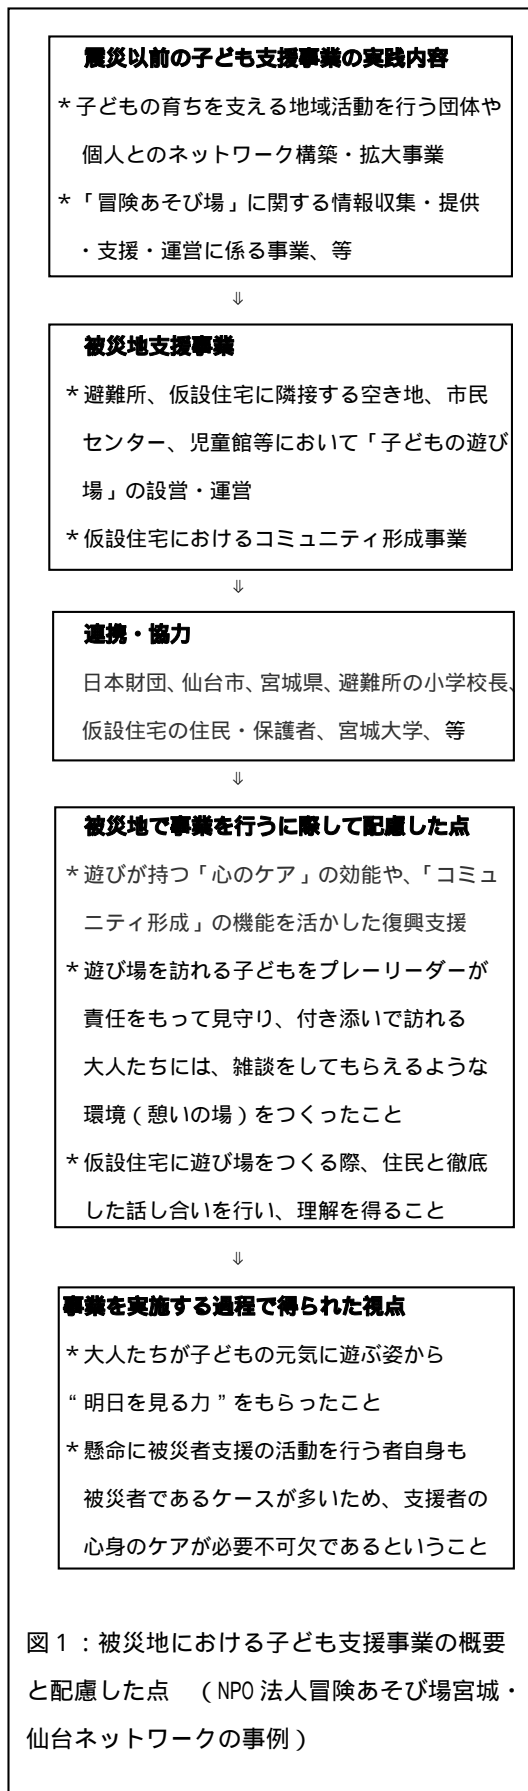 震災以前の子ども支援事業の実践内容
*子どもの育ちを支える地域活動を行う団体や
個人とのネットワーク構築・拡大事業
*「冒険あそび場」に関する情報収集・提供
・支援・運営に係る事業、等
⇓
被災地支援事業
*避難所、仮設住宅に隣接する空き地、市民
センター、児童館等において「子どもの遊び
場」の設営・運営
*仮設住宅におけるコミュニティ形成事業
⇓
連携・協力
日本財団、仙台市、宮城県、避難所の小学校長、
仮設住宅の住民・保護者、宮城大学、等
⇓
被災地で事業を行うに際して配慮した点
*遊びが持つ「心のケア」の効能や、「コミュ
ニティ形成」の機能を活かした復興支援
*遊び場を訪れる子どもをプレーリーダーが
責任をもって見守り、付き添いで訪れる
大人たちには、雑談をしてもらえるような
環境(憩いの場)をつくったこと
*仮設住宅に遊び場をつくる際、住民と徹底
した話し合いを行い、理解を得ること
⇓
事業を実施する過程で得られた視点
*大人たちが子どもの元気に遊ぶ姿から
“明日を見る力”をもらったこと
*懸命に被災者支援の活動を行う者自身も
被災者であるケースが多いため、支援者の
心身のケアが必要不可欠であるということ
図1:被災地における子ども支援事業の概要
と配慮した点 (NPO法人冒険あそび場宮城・
仙台ネットワークの事例)